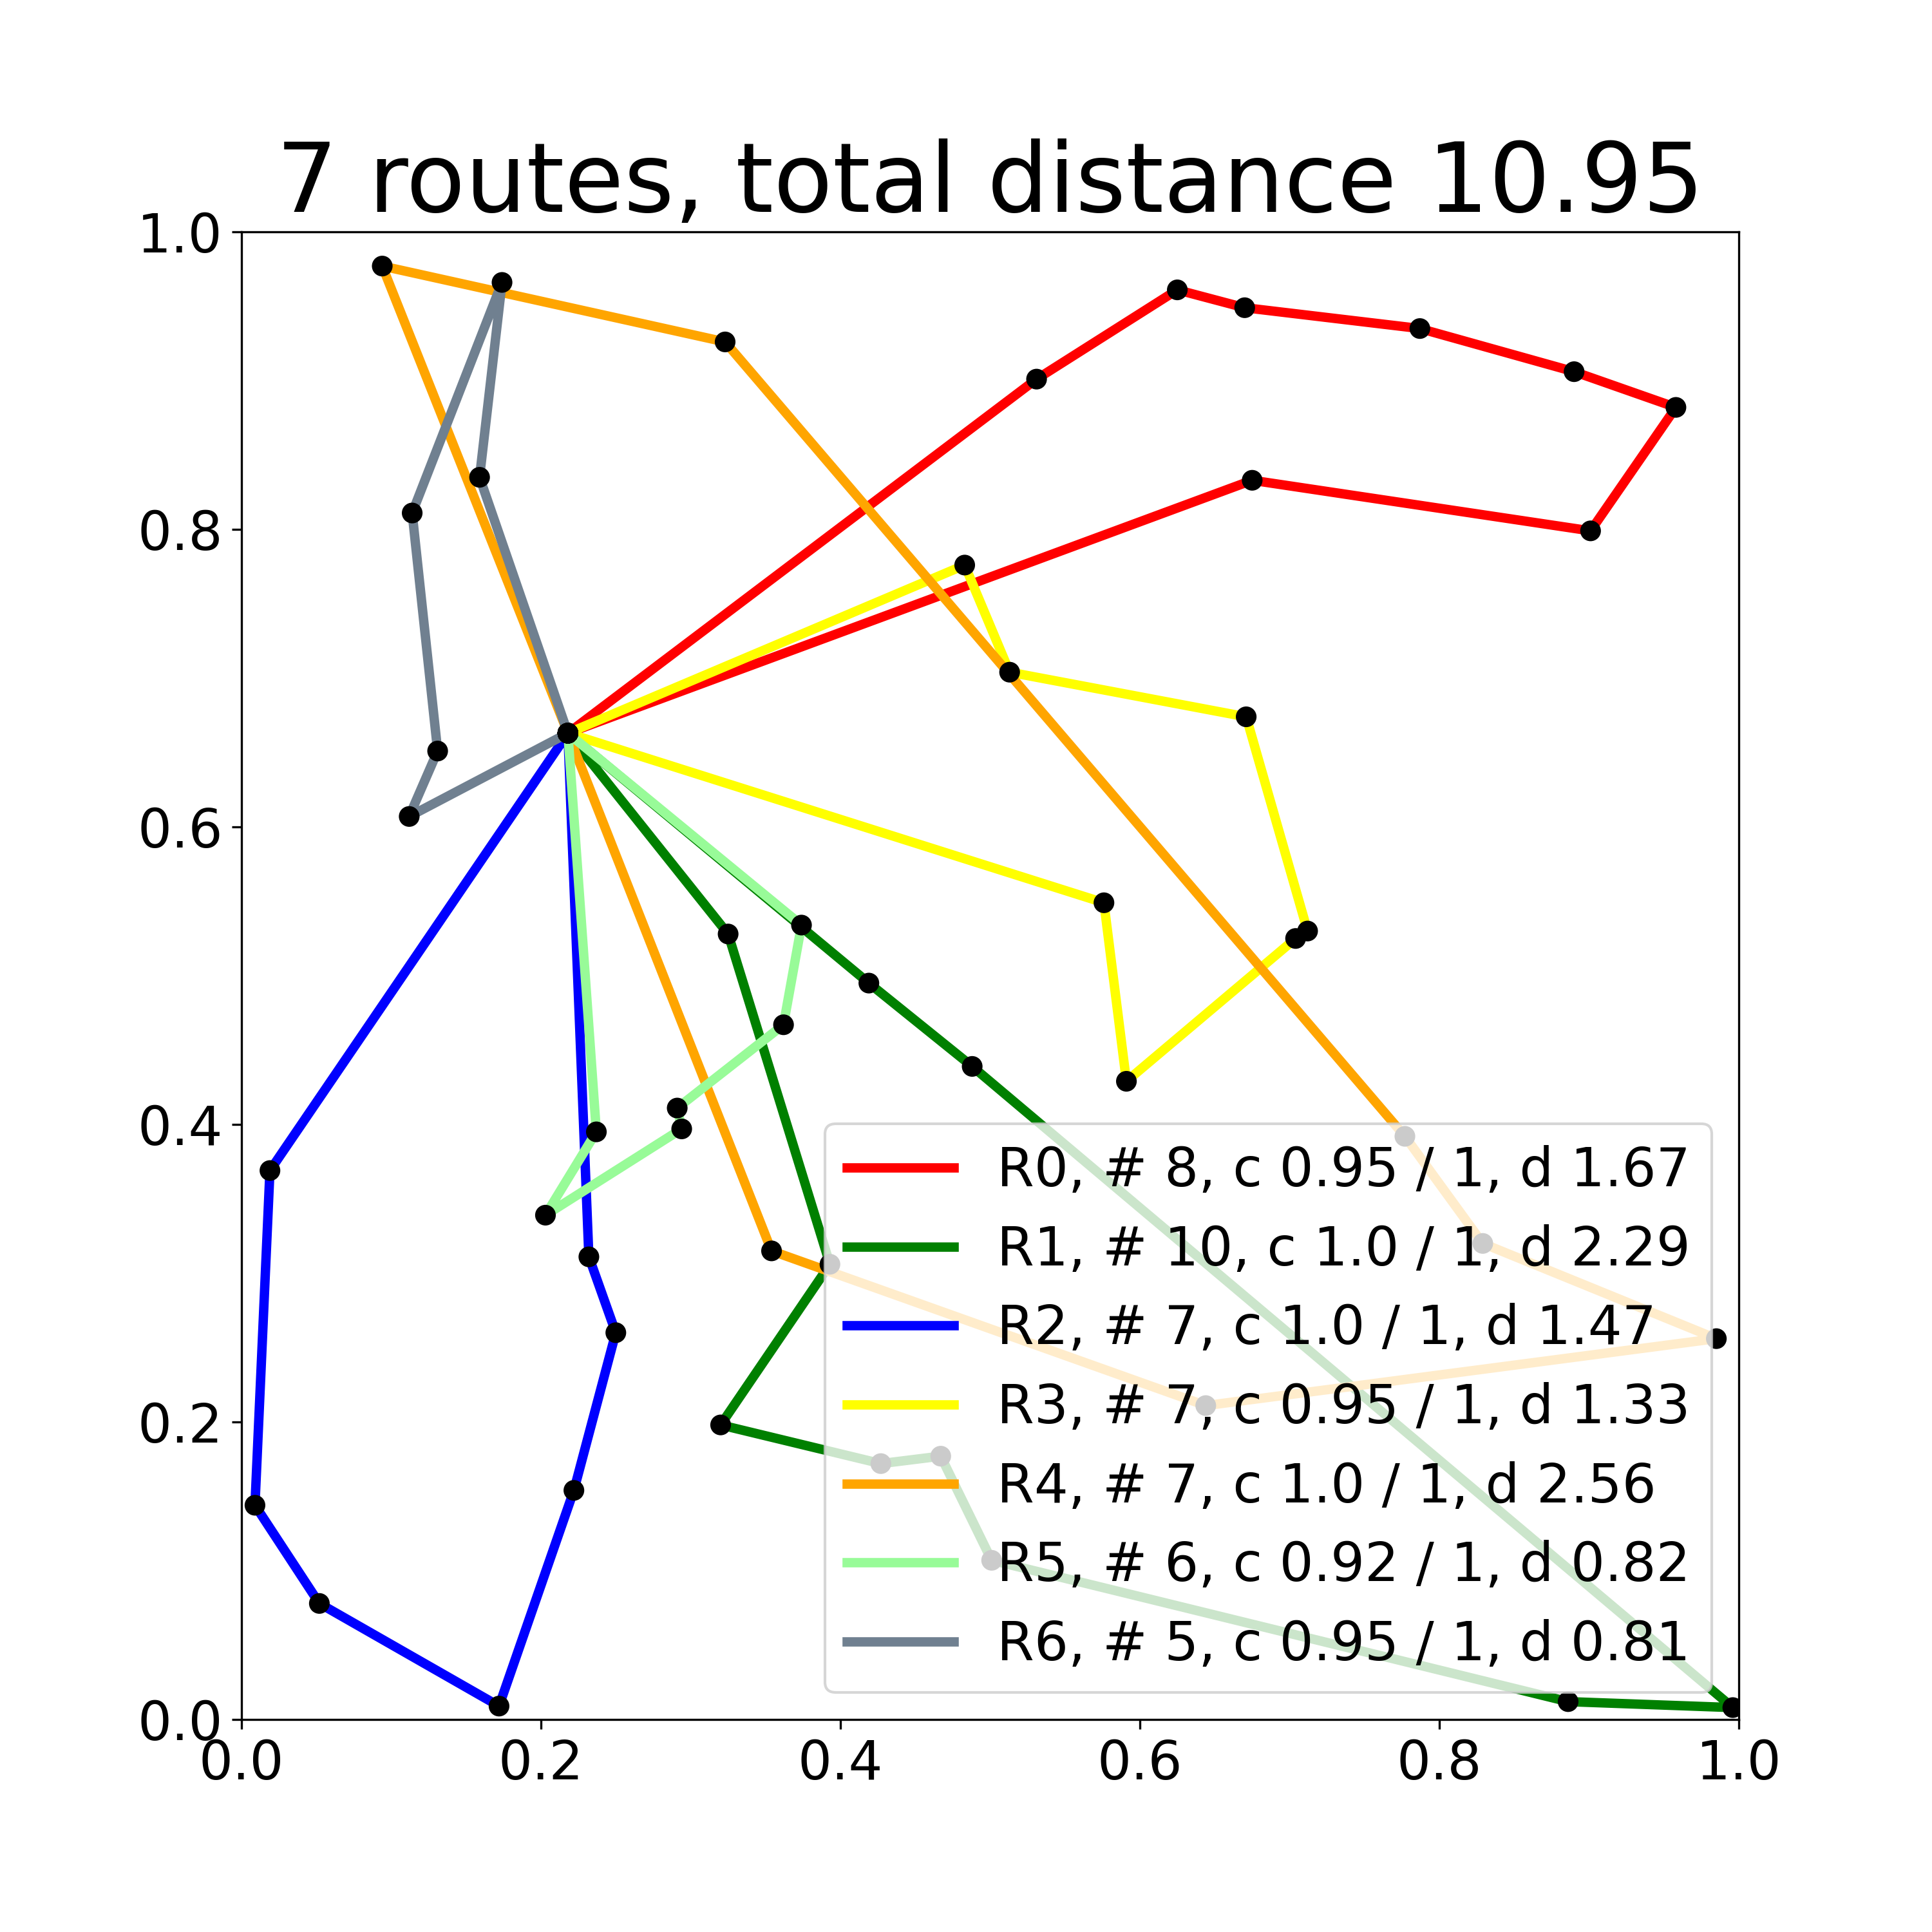 7 routes, total distance 10.95
1.0
0.8
0.6
0.4
0.2
0.0
R0, # 8, c 0.95 / 1, d 1.67
R1, # 10, c 1.0 / 1, d 2.29
R2, # 7, c 1.0 / 1, d 1.47
R3, # 7, c 0.95 / 1, d 1.33
R4, # 7, c 1.0 / 1, d 2.56
R5, # 6, c 0.92 / 1, d 0.82
R6, # 5, c 0.95 / 1, d 0.81
0.0 0.2 0.4 0.6 0.8 1.0